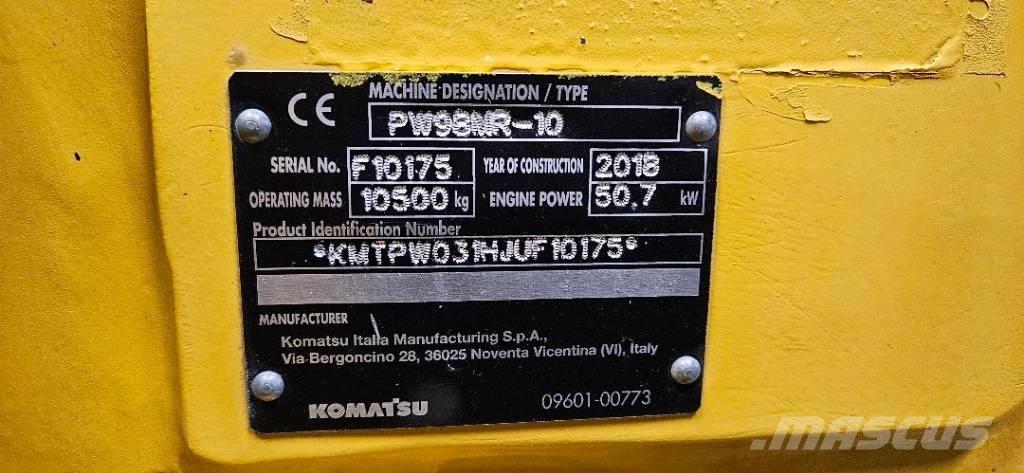 CE
MACHINE DESIGNATION / TYPE
PW98MR-10
SERIAL No. F10175 YEAR OF CONSTRUCTION 2018
OPERATING MASS 10500 kg ENGINE POWER 50,7 kW
Product Identification Number
*KMTPW031HJUF10175*
MANUFACTURER
Komatsu Italia Manufacturing S.p.A.,
Via Bergoncino 28, 36025 Noventa Vicentina (VI), Italy
KOMATSU 09601-00773
MASCUS